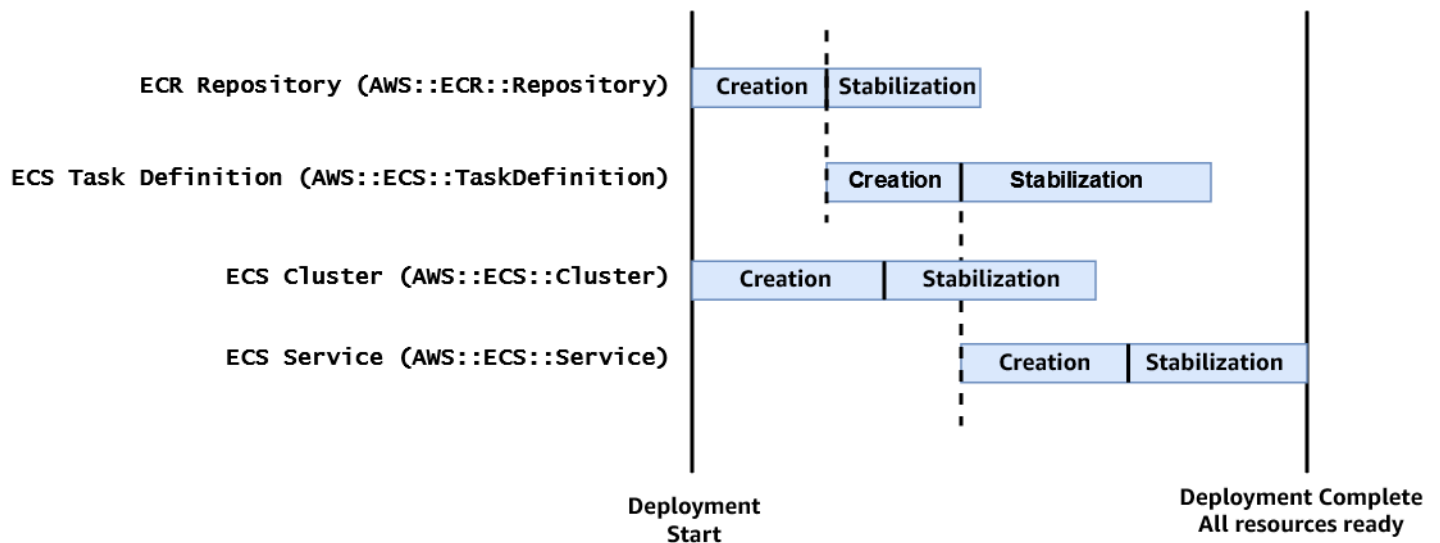 ECR Repository (AWS::ECR::Repository)
Creation
Stabilization
ECS Task Definition (AWS::ECS::TaskDefinition)
Creation
Stabilization
ECS Cluster (AWS::ECS::Cluster)
Creation
Stabilization
ECS Service (AWS::ECS::Service)
Creation
Stabilization
Deployment
Start
Deployment Complete
All resources ready